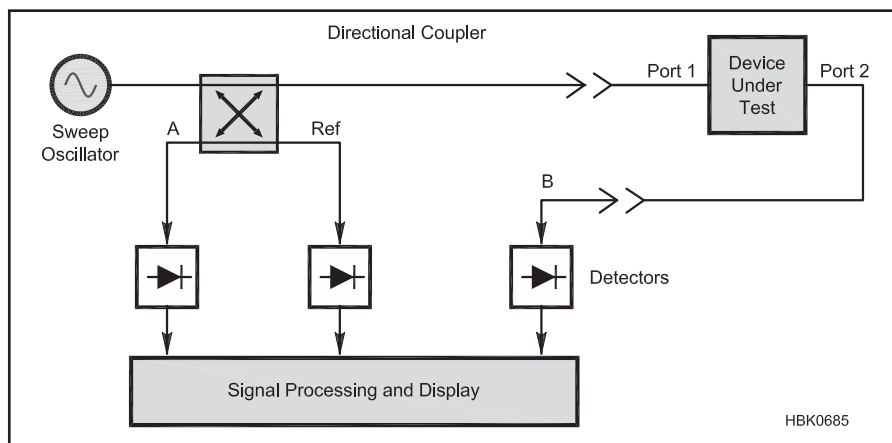 Directional Coupler
Port 1
Device
Under
Test
Port 2
Sweep
Oscillator
A
Ref
B
Detectors
Signal Processing and Display
HBK0685